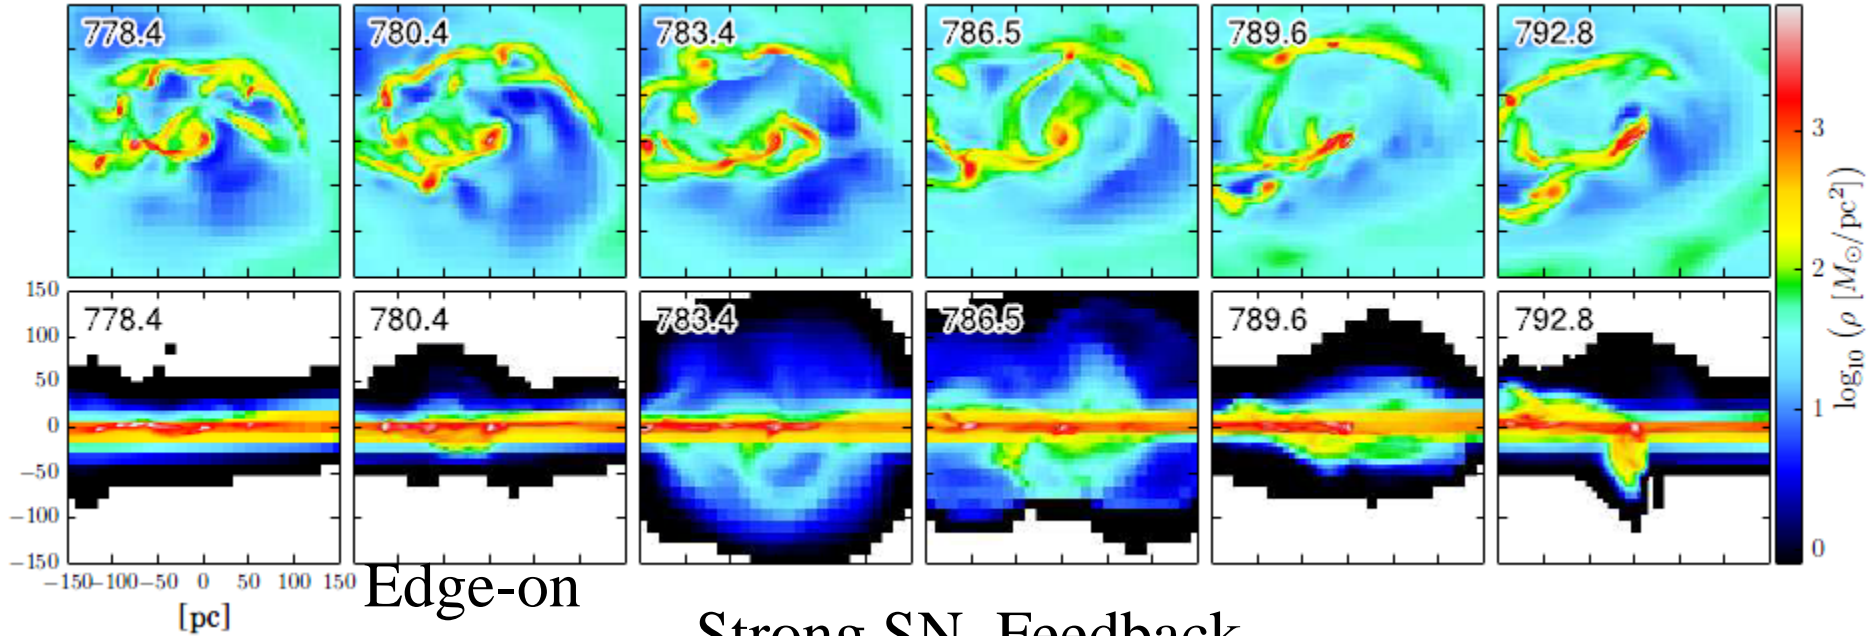 778.4 780.4 783.4 786.5 789.6 792.8
778.4 780.4 783.4 786.5 789.6 792.8
150
100
50
0
−50
−100
−150
−150 −100 −50 0 50 100 150
[pc]
3
2
1
0
log₁₀ (ρ [M⊙/pc²])
Edge-on
Strong SN Feedback